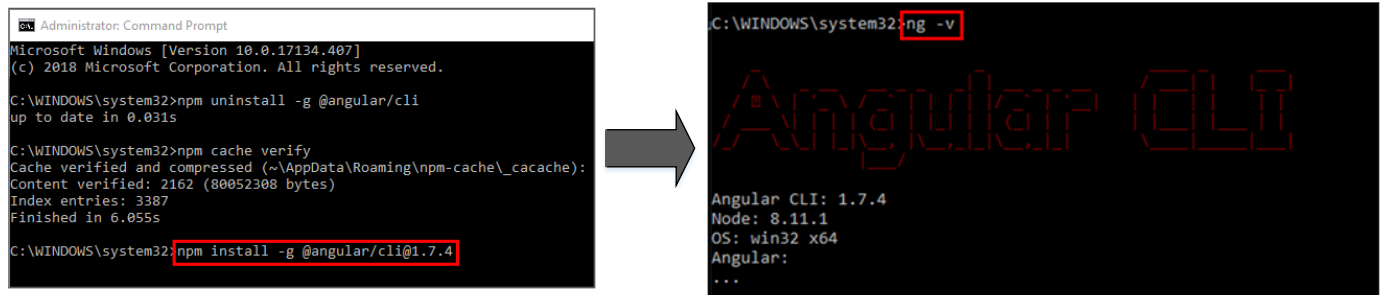 Administrator: Command Prompt
Microsoft Windows [Version 10.0.17134.407]
(c) 2018 Microsoft Corporation. All rights reserved.
C:\WINDOWS\system32>npm uninstall -g @angular/cli
up to date in 0.031s
C:\WINDOWS\system32>npm cache verify
Cache verified and compressed (~\AppData\Roaming\npm-cache\_cacache):
Content verified: 2162 (80052308 bytes)
Index entries: 3387
Finished in 6.055s
C:\WINDOWS\system32>npm install -g @angular/cli@1.7.4
C:\WINDOWS\system32>ng -v
Angular CLI
Angular CLI: 1.7.4
Node: 8.11.1
OS: win32 x64
Angular:
...